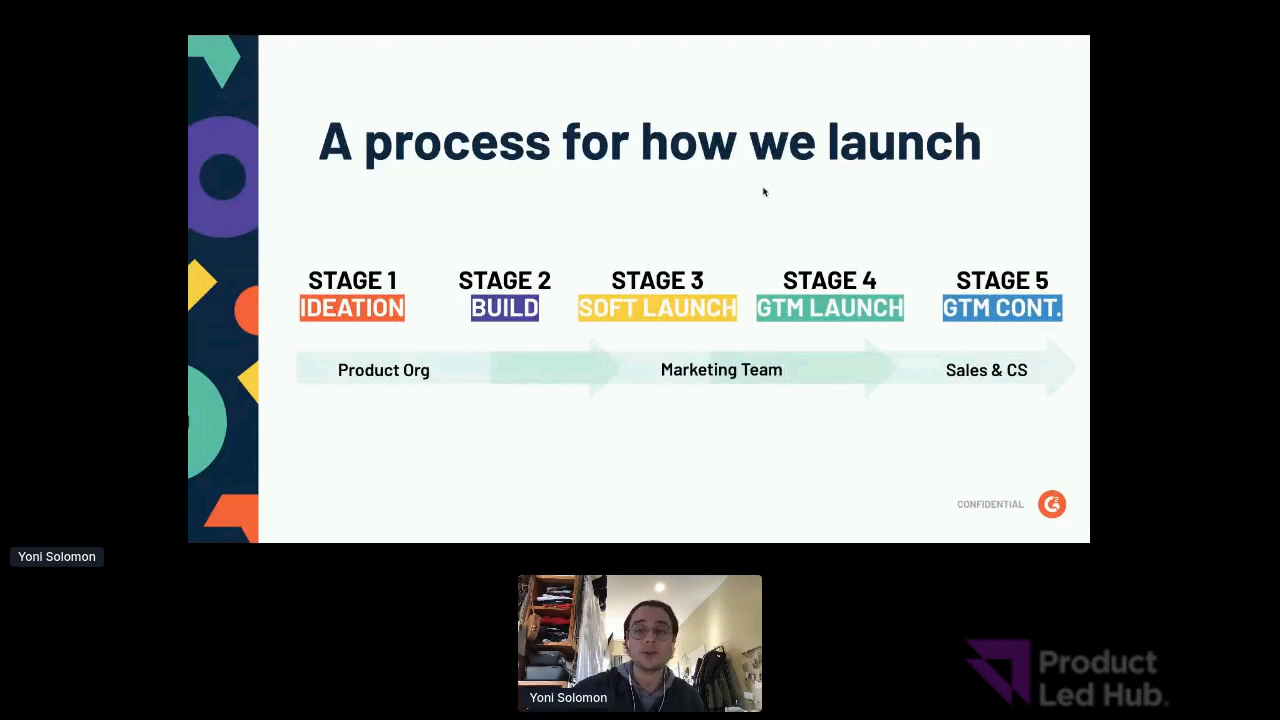 A process for how we launch
STAGE 1
IDEATION
STAGE 2
BUILD
STAGE 3
SOFT LAUNCH
STAGE 4
GTM LAUNCH
STAGE 5
GTM CONT.
Product Org
Marketing Team
Sales & CS
CONFIDENTIAL
G2
Yoni Solomon
Yoni Solomon
Product
Led Hub.